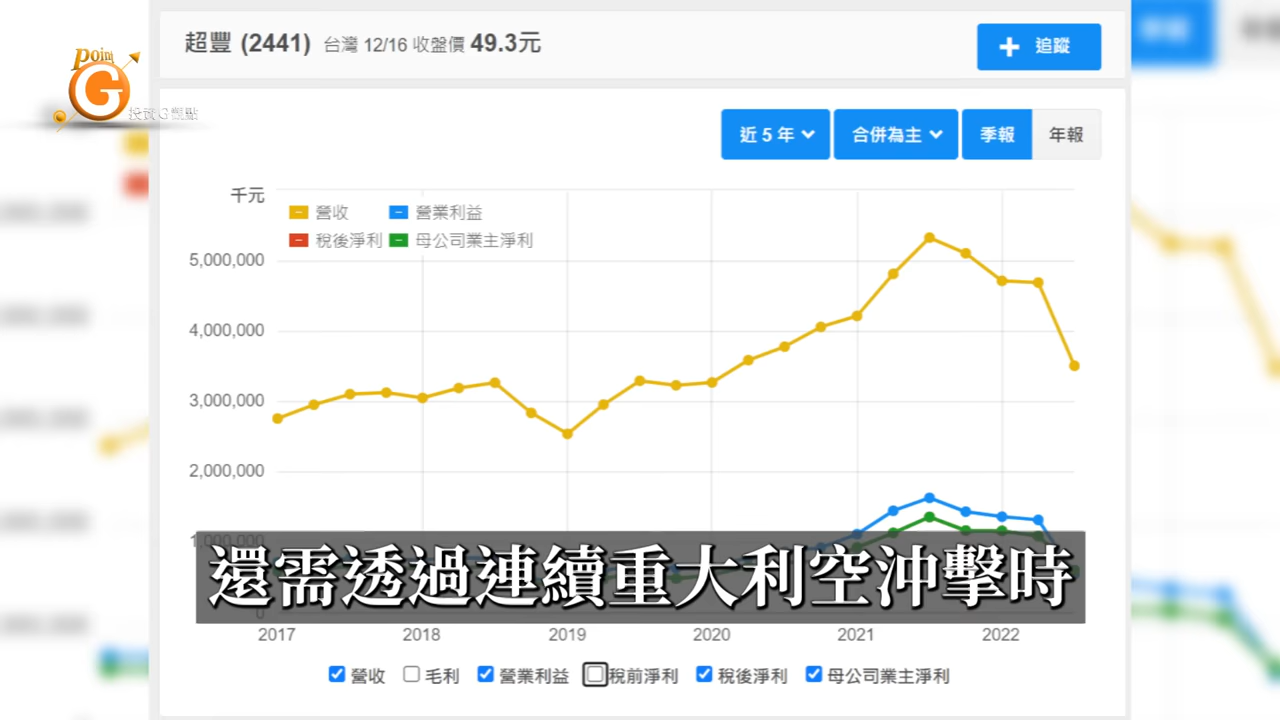 超豐 (2441) 台灣 12/16 收盤價 49.3元
追蹤
Point
G
投資G觀點
近 5 年
合併為主
季報
年報
千元
營收
營業利益
稅後淨利
母公司業主淨利
5,000,000
4,000,000
3,000,000
2,000,000
1,000,000
0
還需透過連續重大利空沖擊時
2017
2018
2019
2020
2021
2022
營收
毛利
營業利益
稅前淨利
稅後淨利
母公司業主淨利